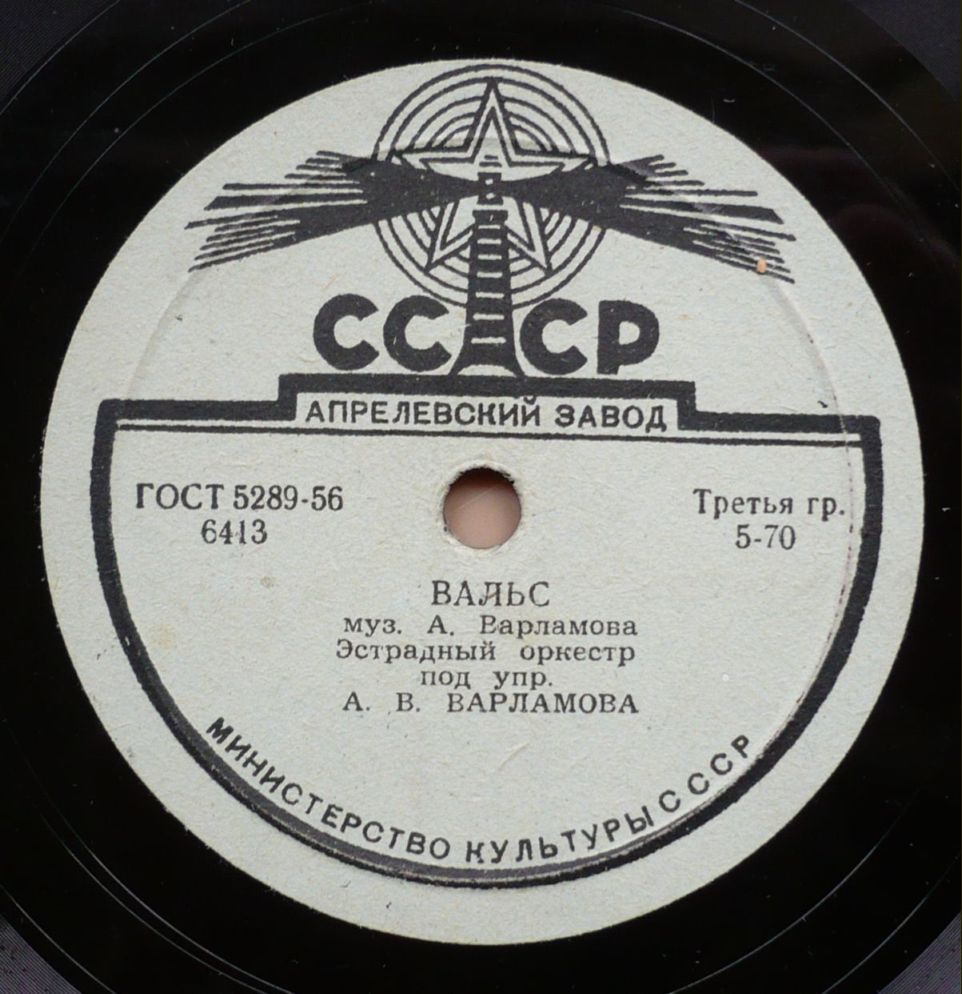 СССР
АПРЕЛЕВСКИЙ ЗАВОД
ГОСТ 5289-56
6413
Третья гр.
5-70
ВАЛЬС
муз. А. Варламова
Эстрадный оркестр
под упр.
А. В. ВАРЛАМОВА
МИНИСТЕРСТВО КУЛЬТУРЫ СССР